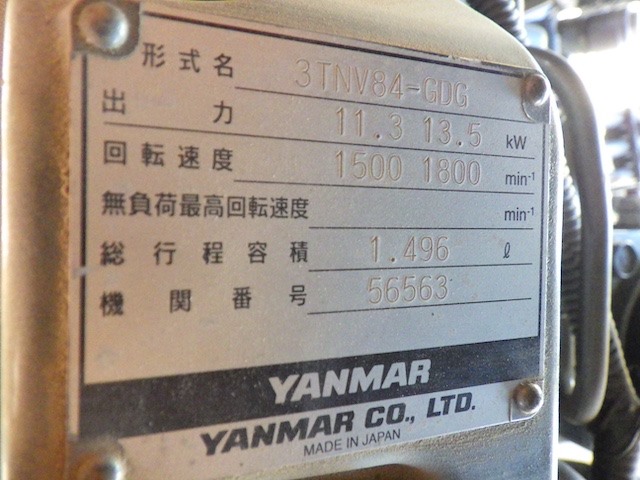 形式名 3TNV84-GDG
出力 11.3 13.5 kW
回転速度 1500 1800 min-1
無負荷最高回転速度 min-1
総行程容積 1.496 ℓ
機関番号 56563
YANMAR
YANMAR CO., LTD.
MADE IN JAPAN